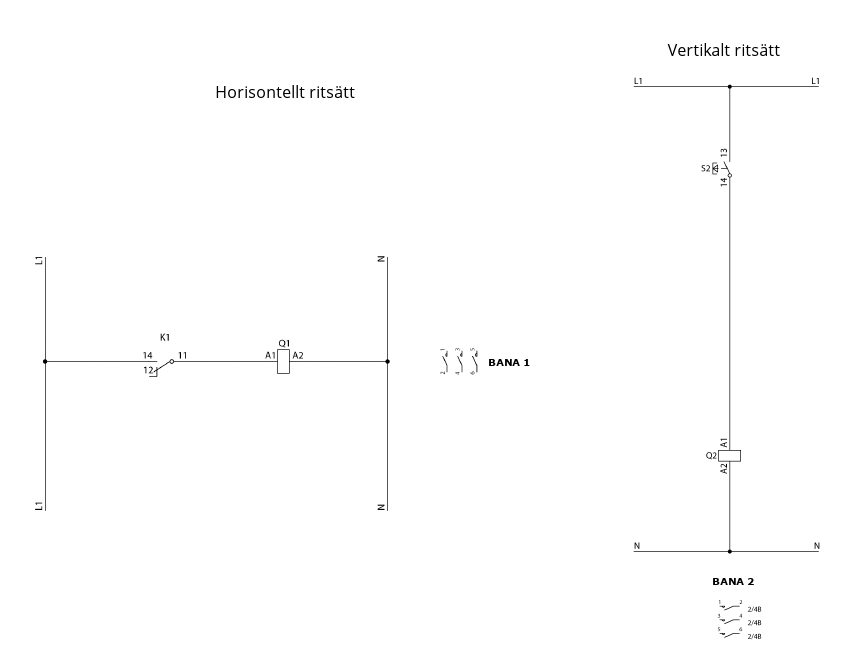 Vertikalt ritsätt
L1 L1
Horisontellt ritsätt
13
S2
14
L1 N
K1
Q1
14 11 A1 A2
12
1 3 5
2 4 6
BANA 1
A1
Q2
A2
L1 N
N N
BANA 2
1 2 2/4B
3 4 2/4B
5 6 2/4B